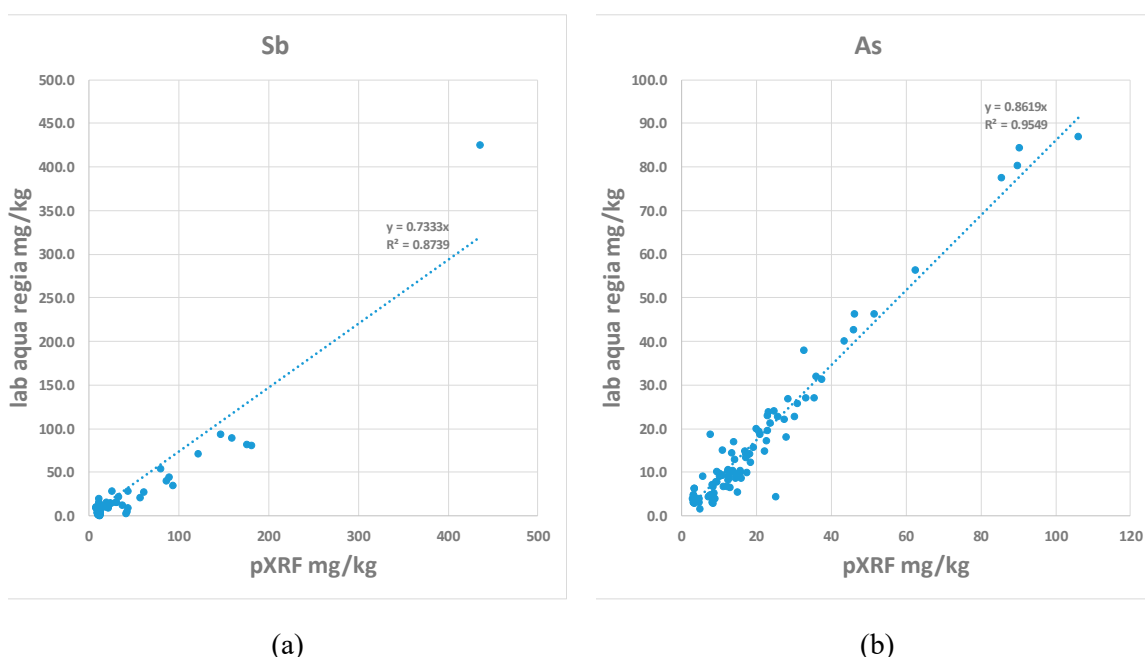 Sb
500.0
450.0
400.0
350.0
300.0
250.0
200.0
150.0
100.0
50.0
0.0
lab aqua regia mg/kg
y = 0.7333x
R² = 0.8739
0 100 200 300 400 500
pXRF mg/kg
(a)
As
100.0
90.0
80.0
70.0
60.0
50.0
40.0
30.0
20.0
10.0
0.0
lab aqua regia mg/kg
y = 0.8619x
R² = 0.9549
0 20 40 60 80 100 120
pXRF mg/kg
(b)